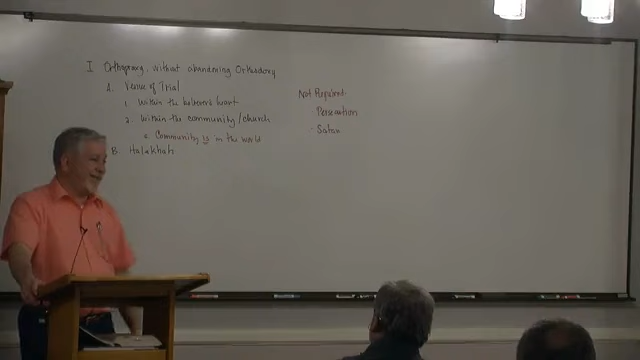 I Orthopraxy without abandoning Orthodoxy
A. Venue of Trial
1. Within the believer's heart
2. Within the community/church
a. Community is in the world
B. Halakhah
Not Required:
- Persecution
- Satan